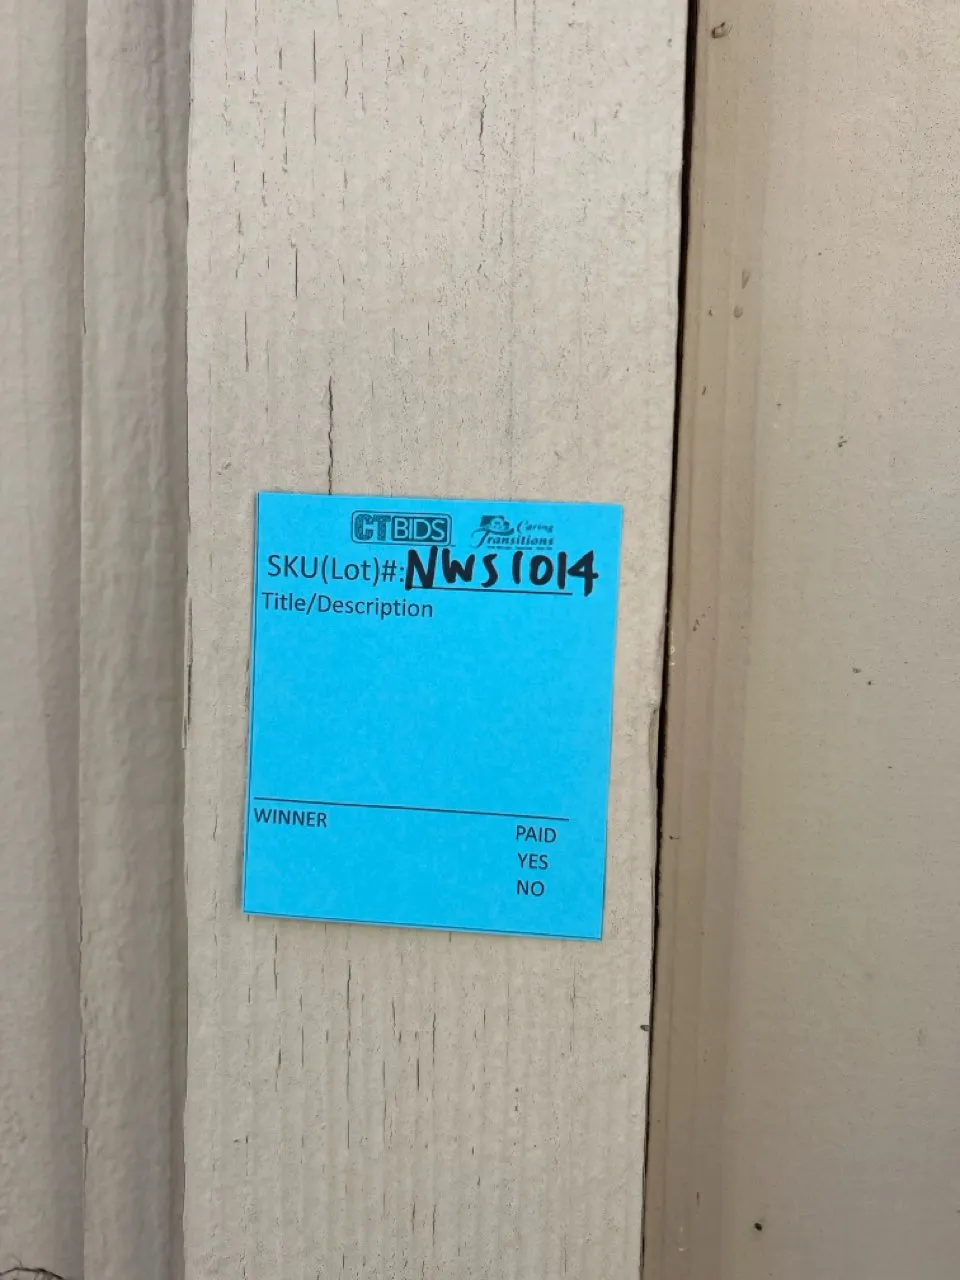 CTBIDS Caring
Transitions
SKU(Lot)#: NWS1014
Title/Description
WINNER
PAID
YES
NO